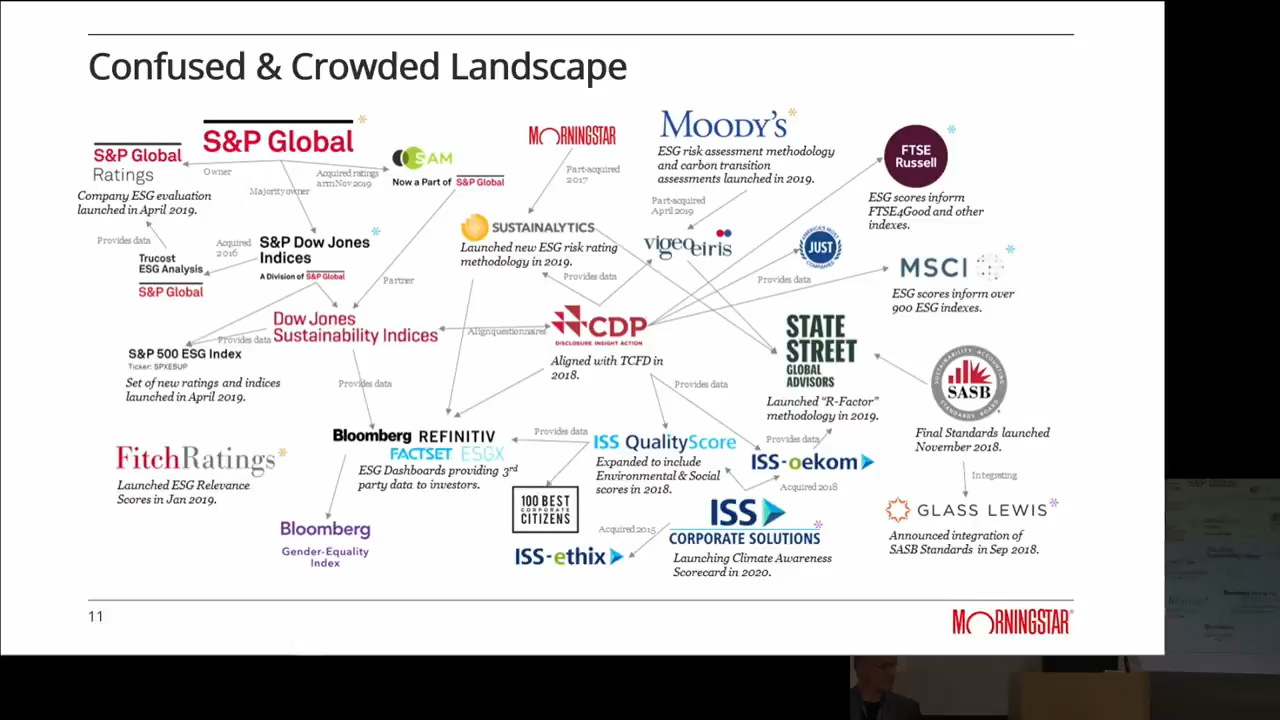 Confused & Crowded Landscape
S&P Global
Ratings
Company ESG evaluation
launched in April 2019.
S&P Global
Owner
Majority owner
Acquired ratings
arm Nov 2019
SAM
Now a Part of S&P Global
MORNINGSTAR
Part-acquired
2017
MOODY'S
ESG risk assessment methodology
and carbon transition
assessments launched in 2019.
Part-acquired
April 2019
FTSE
Russell
ESG scores inform
FTSE4Good and other
indexes.
Provides data
Trucost
ESG Analysis
S&P Global
Acquired
2016
S&P Dow Jones
Indices
A Division of S&P Global
Partner
SUSTAINALYTICS
Launched new ESG risk rating
methodology in 2019.
Provides data
vigeoeiris
AMERICA'S MOST
JUST
COMPANIES
Provides data
MSCI
ESG scores inform over
900 ESG indexes.
Dow Jones
Sustainability Indices
Provides data
S&P 500 ESG Index
Ticker: SPXESUP
Set of new ratings and indices
launched in April 2019.
Align questionnaires
CDP
DISCLOSURE INSIGHT ACTION
Aligned with TCFD in
2018.
STATE
STREET
GLOBAL
ADVISORS
Launched "R-Factor"
methodology in 2019.
SUSTAINABILITY ACCOUNTING
SASB
STANDARDS BOARD
Final Standards launched
November 2018.
Integrating
Provides data
Provides data
FitchRatings
Launched ESG Relevance
Scores in Jan 2019.
Bloomberg REFINITIV
FACTSET ESGX
ESG Dashboards providing 3rd
party data to investors.
Provides data
ISS QualityScore
Expanded to include
Environmental & Social
scores in 2018.
Provides data
ISS-oekom
Acquired 2018
100 BEST
CORPORATE
CITIZENS
Bloomberg
Gender-Equality
Index
Acquired 2015
ISS-ethix
ISS
CORPORATE SOLUTIONS
Launching Climate Awareness
Scorecard in 2020.
GLASS LEWIS
Announced integration of
SASB Standards in Sep 2018.
11
MORNINGSTAR